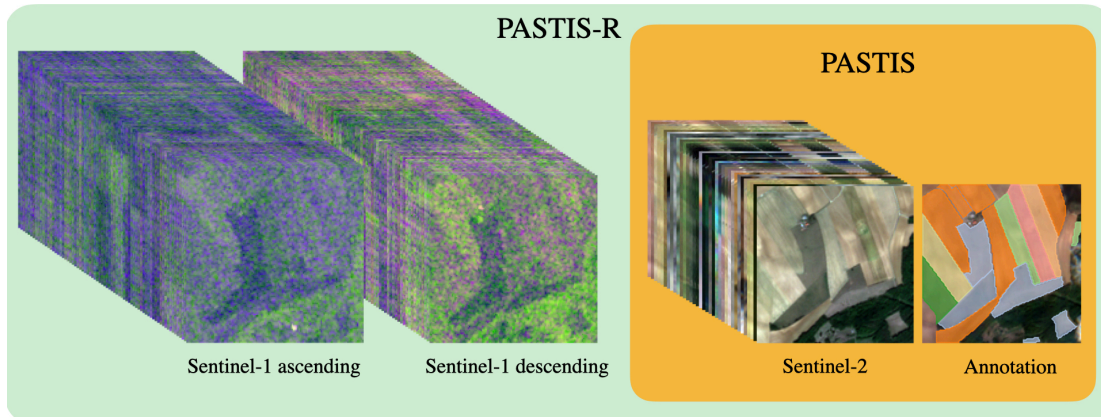 PASTIS-R
PASTIS
Sentinel-1 ascending
Sentinel-1 descending
Sentinel-2
Annotation